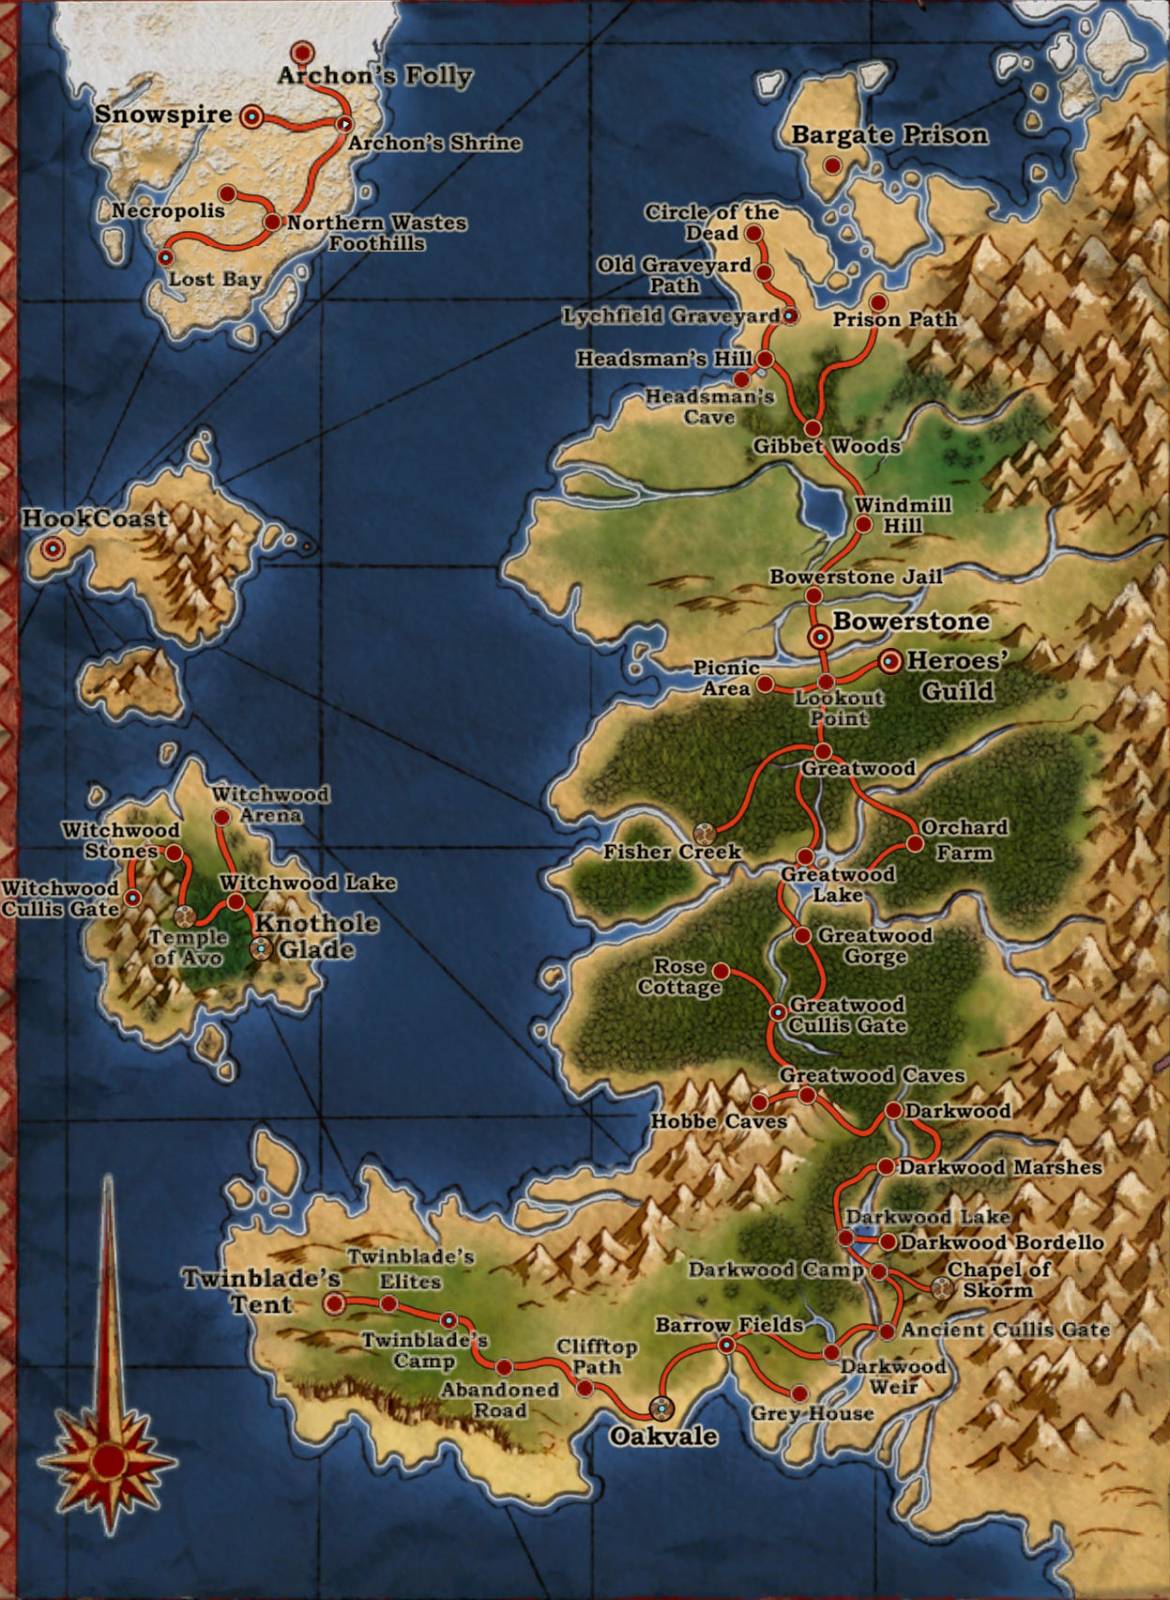 Archon's Folly
Snowspire
Archon's Shrine
Necropolis
Northern Wastes
Foothills
Lost Bay
Bargate Prison
Circle of the
Dead
Old Graveyard
Path
Lychfield Graveyard
Prison Path
Headsman's Hill
Headsman's
Cave
Gibbet Woods
HookCoast
Windmill
Hill
Bowerstone Jail
Bowerstone
Heroes'
Guild
Picnic
Area
Lookout
Point
Greatwood
Witchwood
Arena
Witchwood
Stones
Witchwood
Cullis Gate
Witchwood Lake
Knothole
Glade
Temple
of Avo
Fisher Creek
Orchard
Farm
Greatwood
Lake
Greatwood
Gorge
Rose
Cottage
Greatwood
Cullis Gate
Greatwood Caves
Hobbe Caves
Darkwood
Darkwood Marshes
Darkwood Lake
Darkwood Bordello
Darkwood Camp
Chapel of
Skorm
Twinblade's
Elites
Twinblade's
Tent
Twinblade's
Camp
Abandoned
Road
Clifftop
Path
Barrow Fields
Ancient Cullis Gate
Darkwood
Weir
Grey House
Oakvale